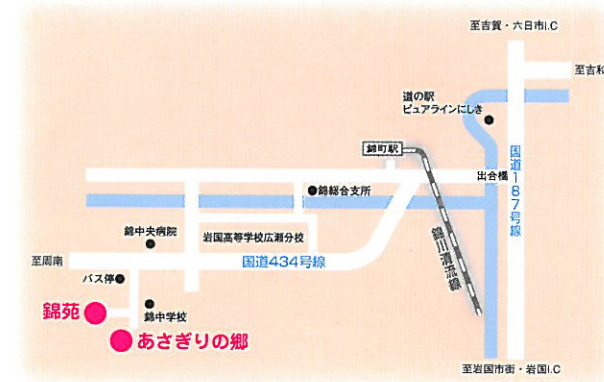 至吉賀・六日市I.C
至吉和
道の駅
ピュアラインにしき
錦町駅
出合橋
国道187号線
錦総合支所
錦中央病院
岩国高等学校広瀬分校
錦川清流線
至周南
国道434号線
バス停
錦苑
錦中学校
あさぎりの郷
至岩国市街・岩国I.C